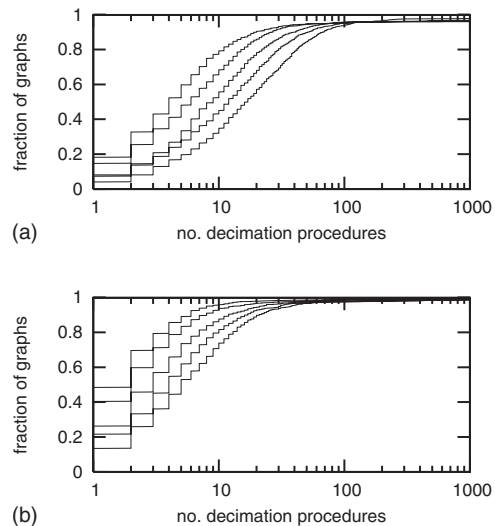 1
0.8
0.6
0.4
0.2
0
fraction of graphs
1 10 100 1000
(a) no. decimation procedures
1
0.8
0.6
0.4
0.2
0
fraction of graphs
1 10 100 1000
(b) no. decimation procedures